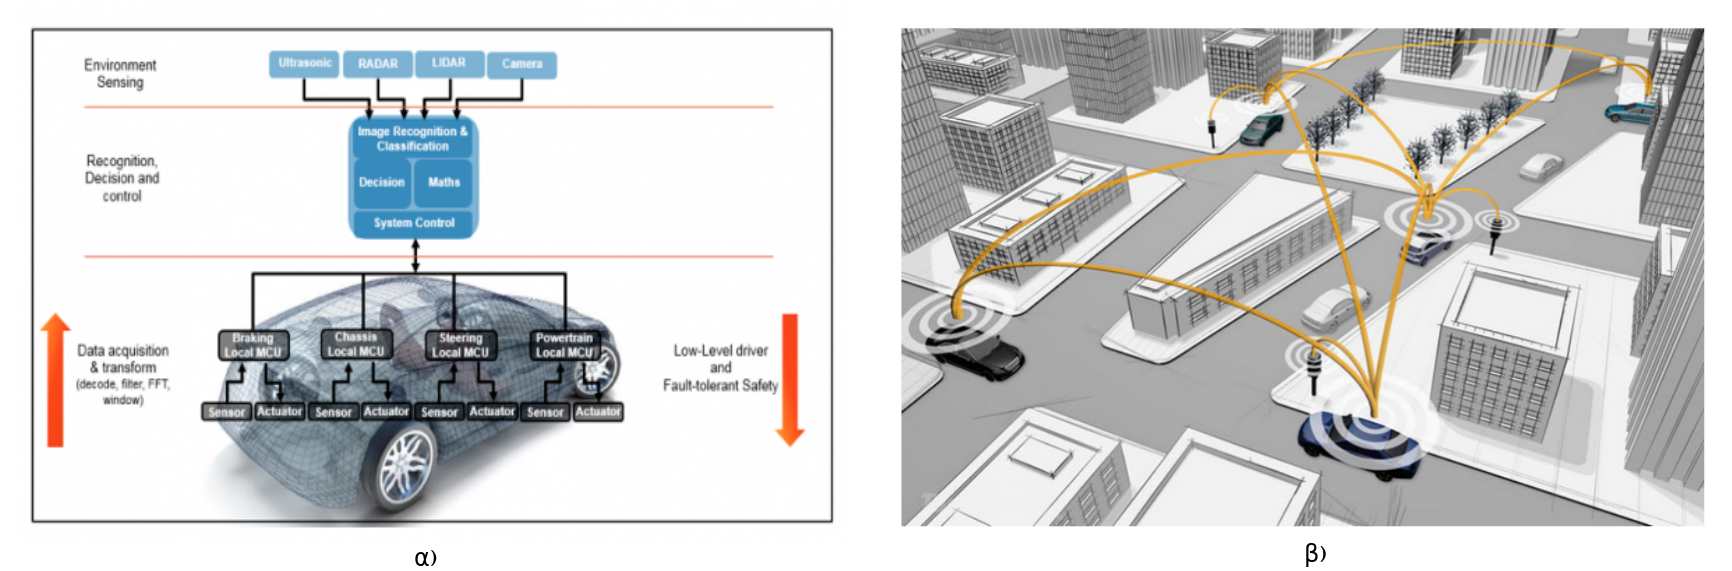 Environment
Sensing
Ultrasonic
RADAR
LIDAR
Camera
Recognition,
Decision and
control
Image Recognition &
Classification
Decision
Maths
System Control
Data acquisition
& transform
(decode, filter, FFT,
window)
Braking
Local MCU
Chassis
Local MCU
Steering
Local MCU
Powertrain
Local MCU
Sensor
Actuator
Sensor
Actuator
Sensor
Actuator
Sensor
Actuator
Low-Level driver
and
Fault-tolerant Safety
α)
β)